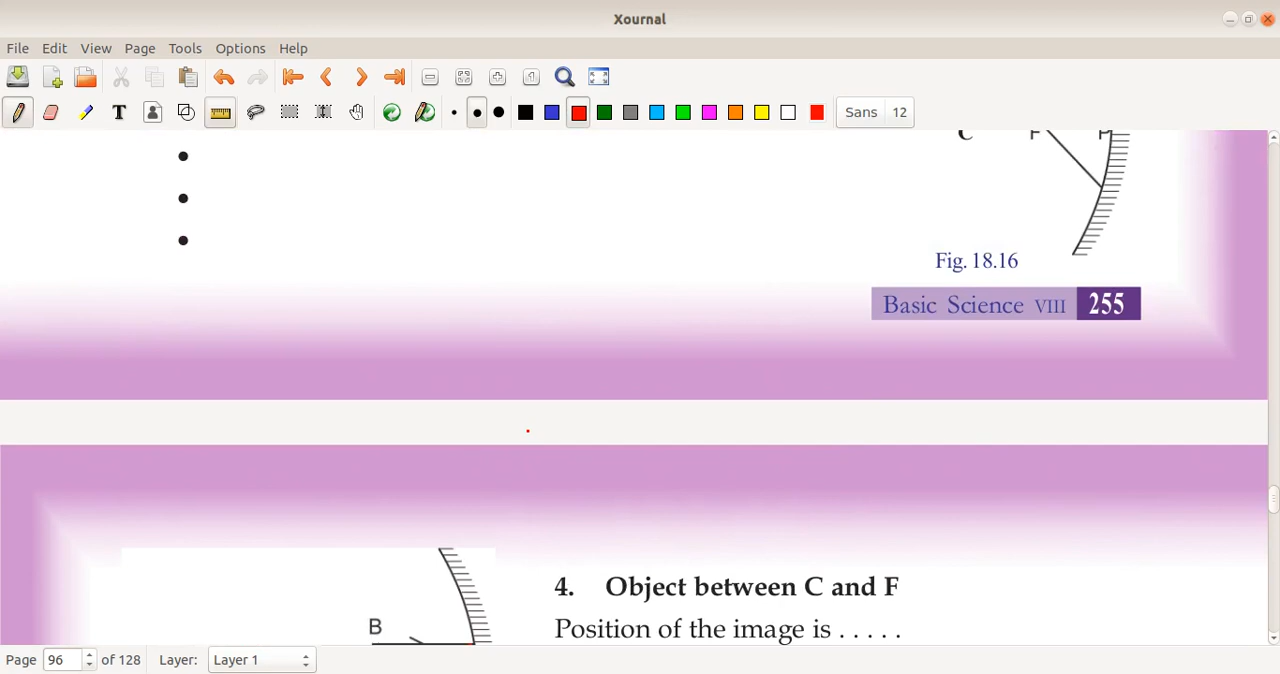 Xournal
File Edit View Page Tools Options Help
T Sans 12
C F P
Fig. 18.16
Basic Science VIII 255
4. Object between C and F
B
Position of the image is . . . . .
Page 96 of 128 Layer: Layer 1